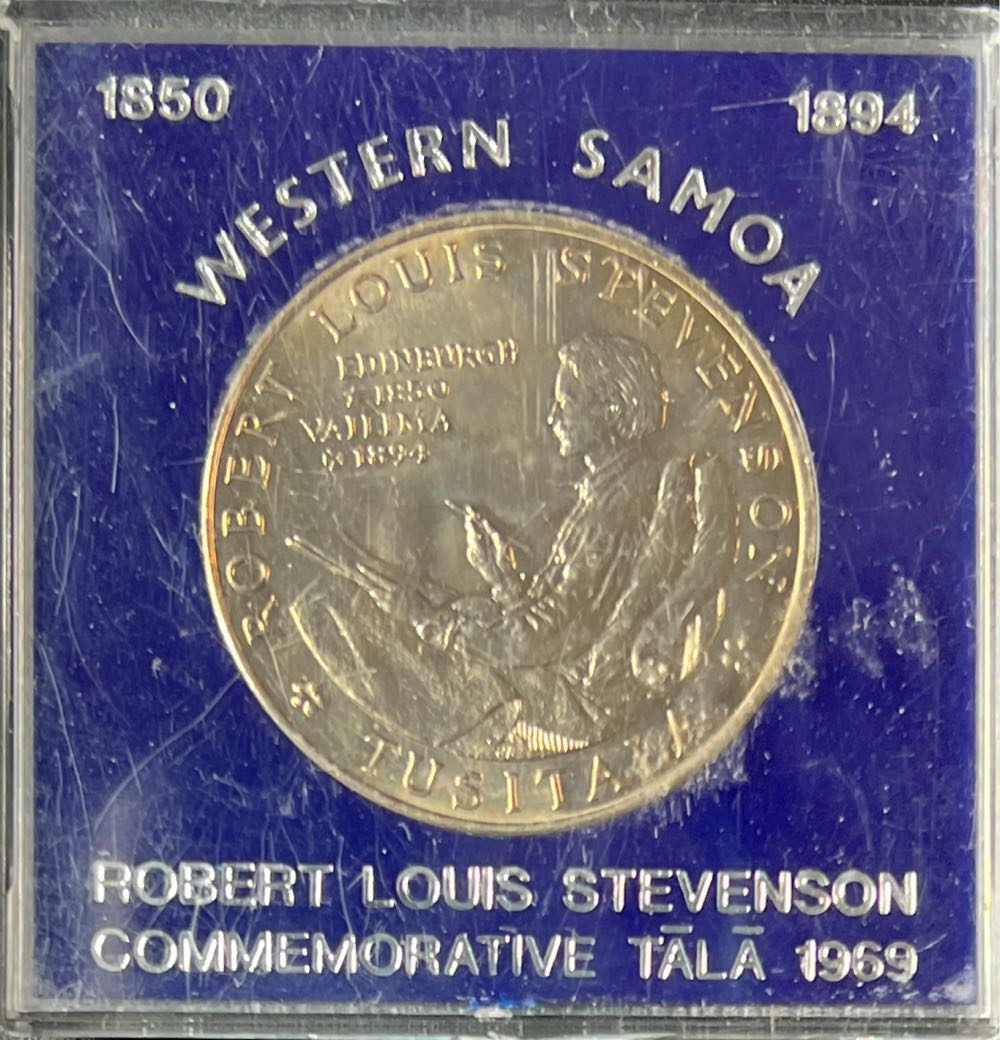 1850 1894
WESTERN SAMOA
ROBERT LOUIS STEVENSON
EDINBURGH
1850
VAILIMA
1894
TUSITALA
ROBERT LOUIS STEVENSON
COMMEMORATIVE TĀLĀ 1969